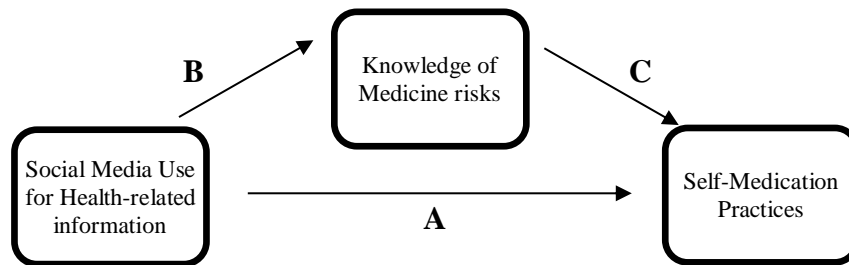 B
Knowledge of
Medicine risks
C
Social Media Use
for Health-related
information
A
Self-Medication
Practices